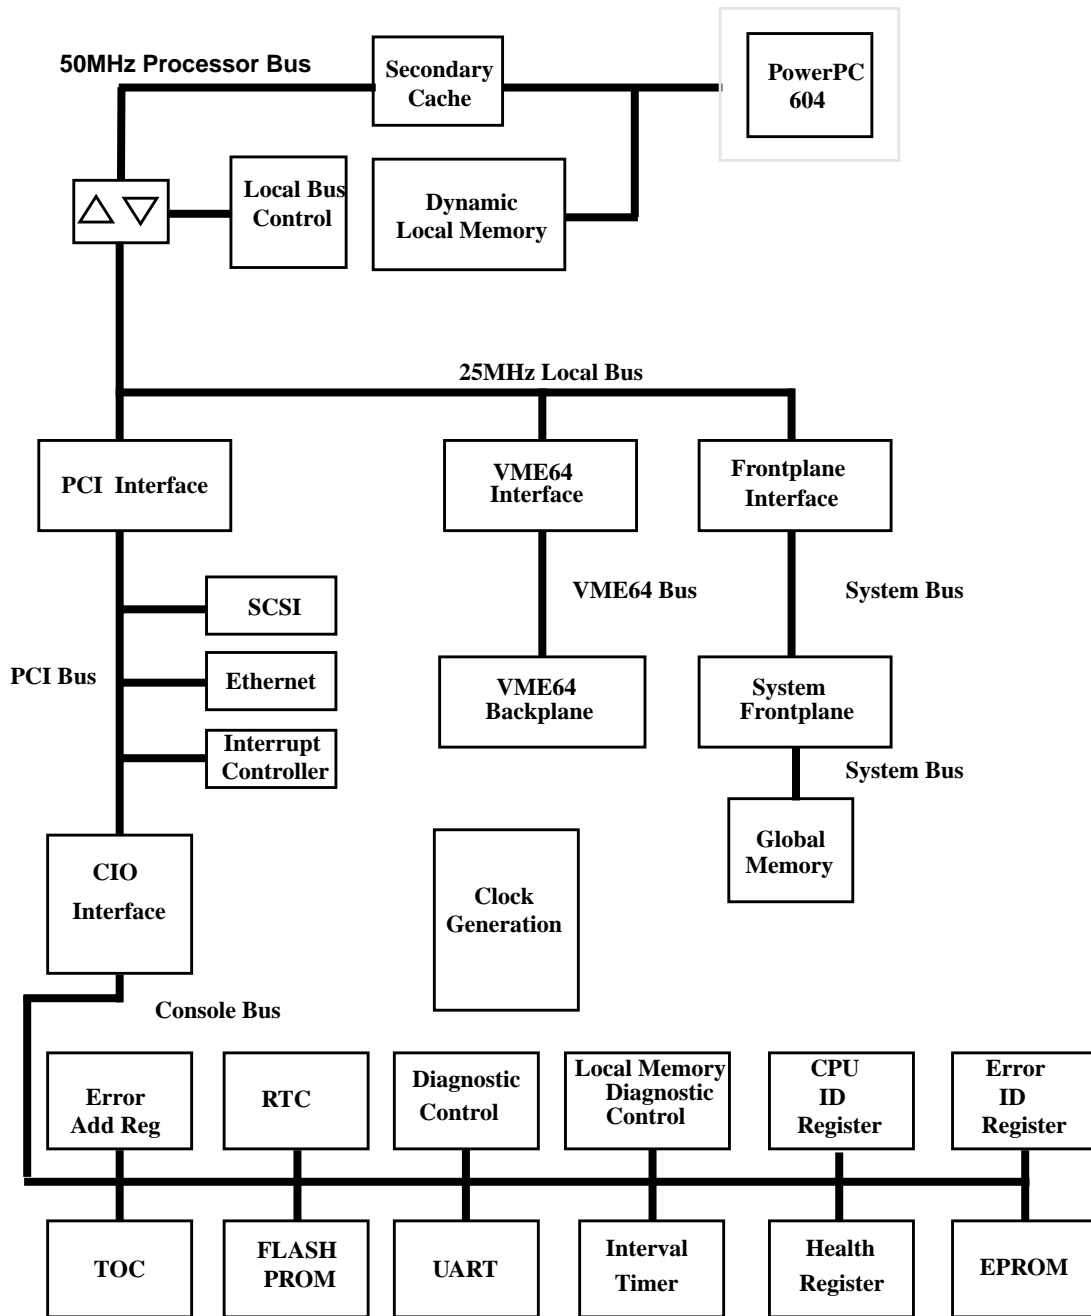 50MHz Processor Bus
Secondary
Cache
PowerPC
604
Local Bus
Control
Dynamic
Local Memory
25MHz Local Bus
PCI Interface
VME64
Interface
Frontplane
Interface
SCSI
VME64 Bus
System Bus
PCI Bus
Ethernet
VME64
Backplane
System
Frontplane
Interrupt
Controller
System Bus
CIO
Interface
Clock
Generation
Global
Memory
Console Bus
Error
Add Reg
RTC
Diagnostic
Control
Local Memory
Diagnostic
Control
CPU
ID
Register
Error
ID
Register
TOC
FLASH
PROM
UART
Interval
Timer
Health
Register
EPROM